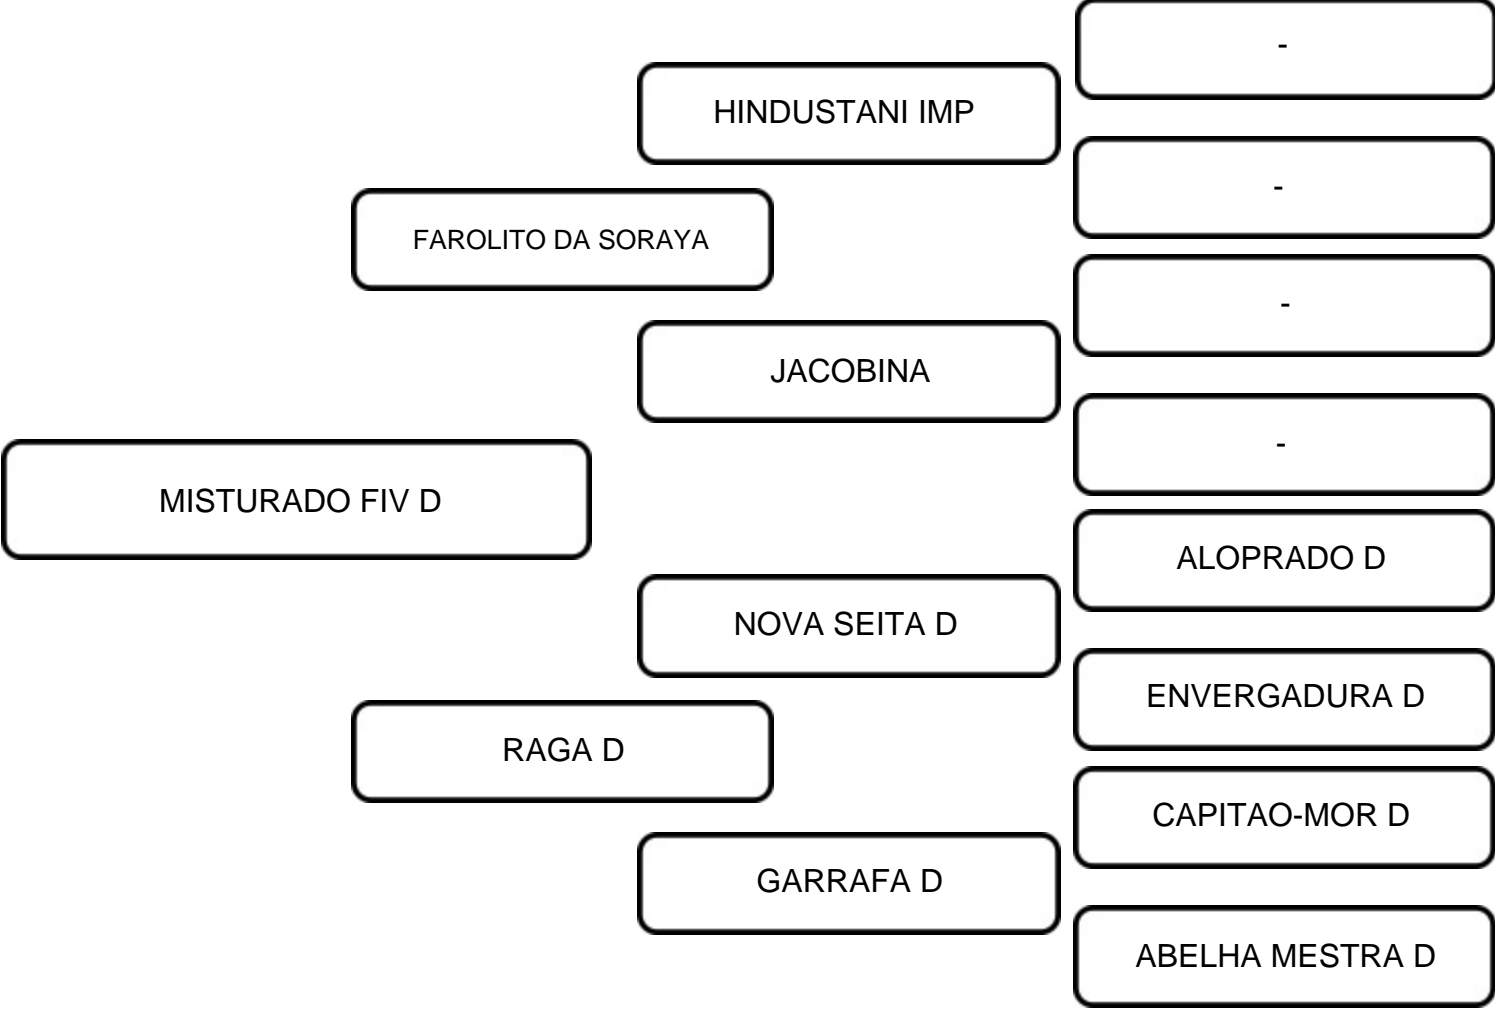 -
HINDUSTANI IMP
-
FAROLITO DA SORAYA
-
JACOBINA
-
MISTURADO FIV D
ALOPRADO D
NOVA SEITA D
ENVERGADURA D
RAGA D
CAPITAO-MOR D
GARRAFA D
ABELHA MESTRA D